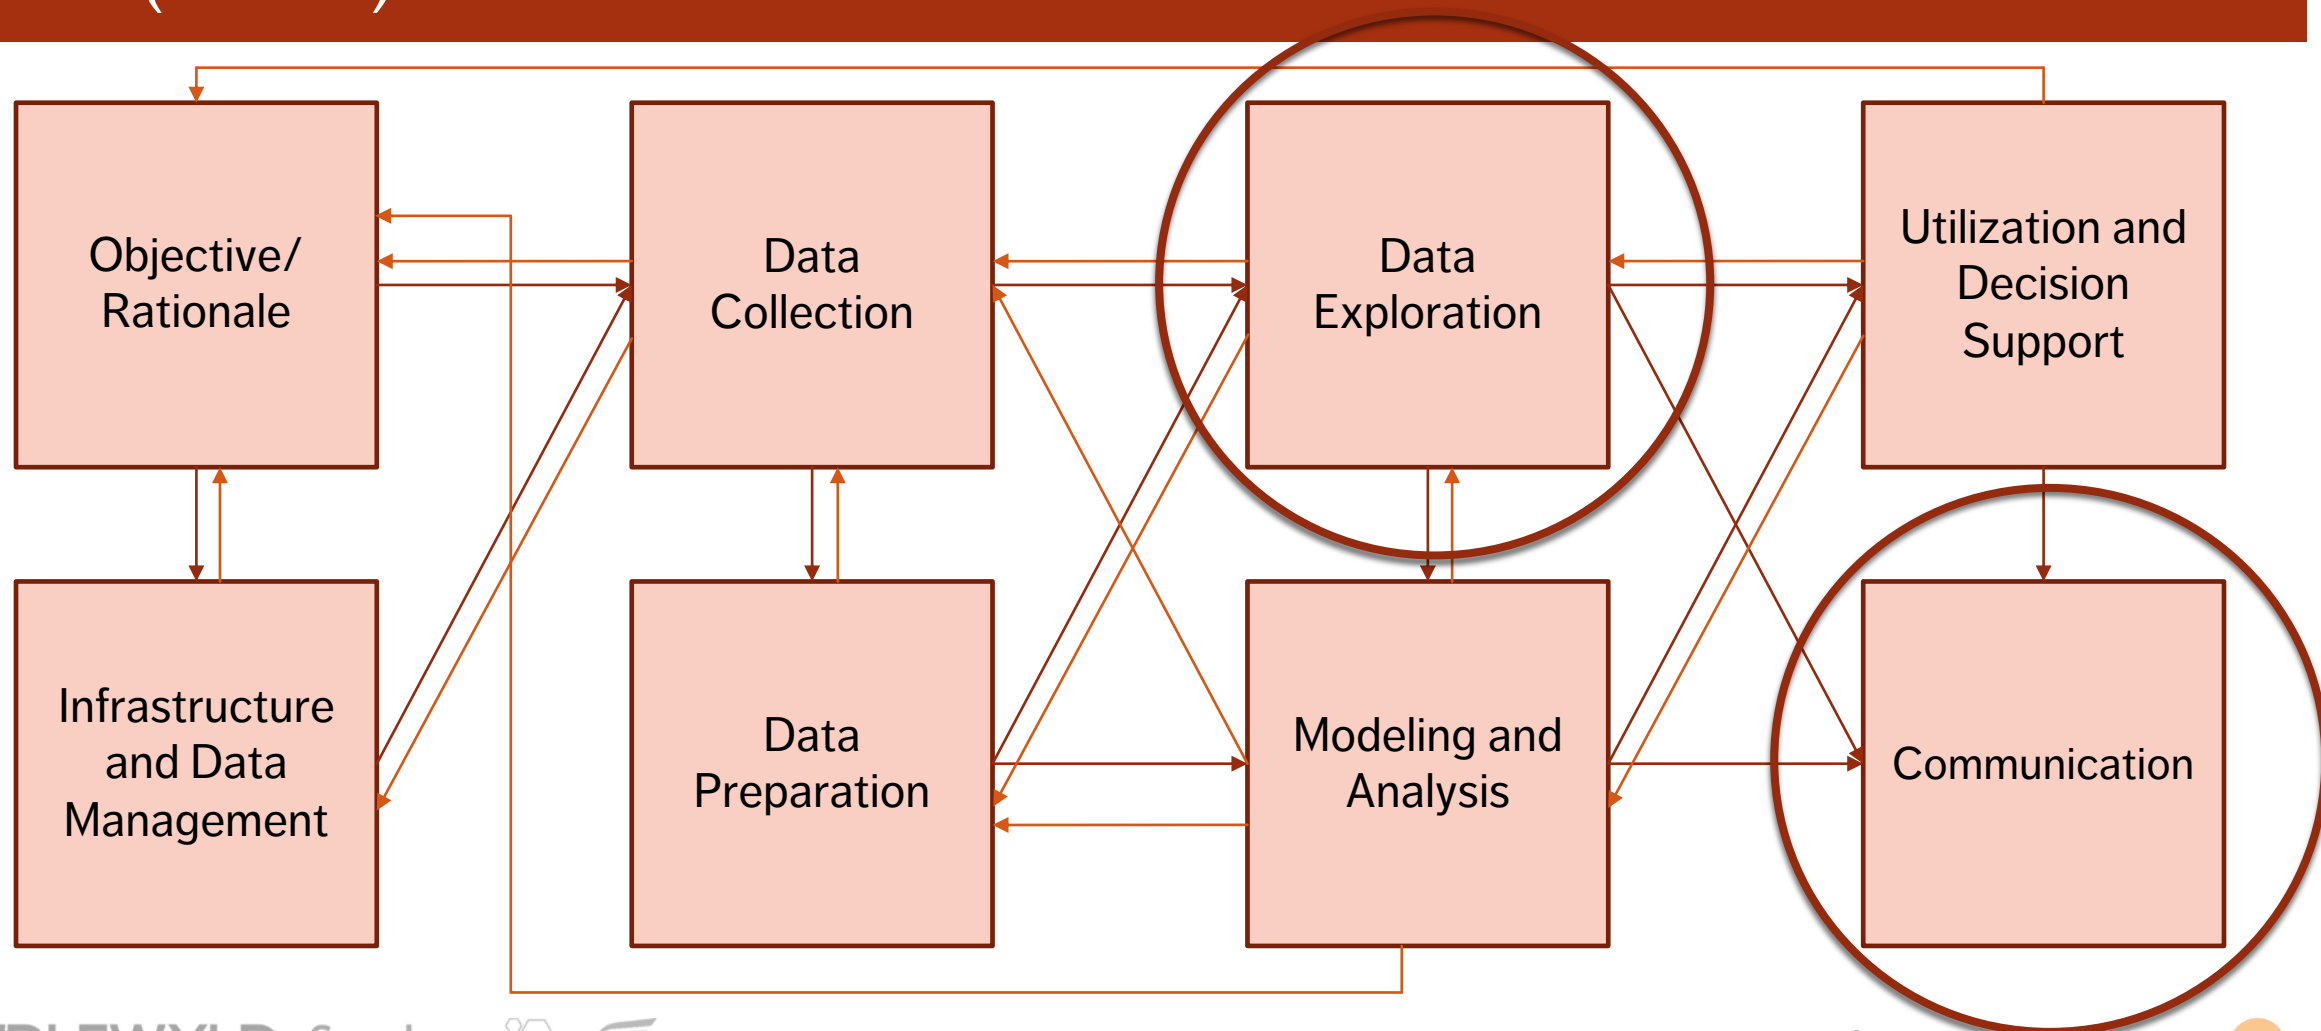 Objective/
Rationale
Data
Collection
Data
Exploration
Utilization and
Decision
Support
Infrastructure
and Data
Management
Data
Preparation
Modeling and
Analysis
Communication